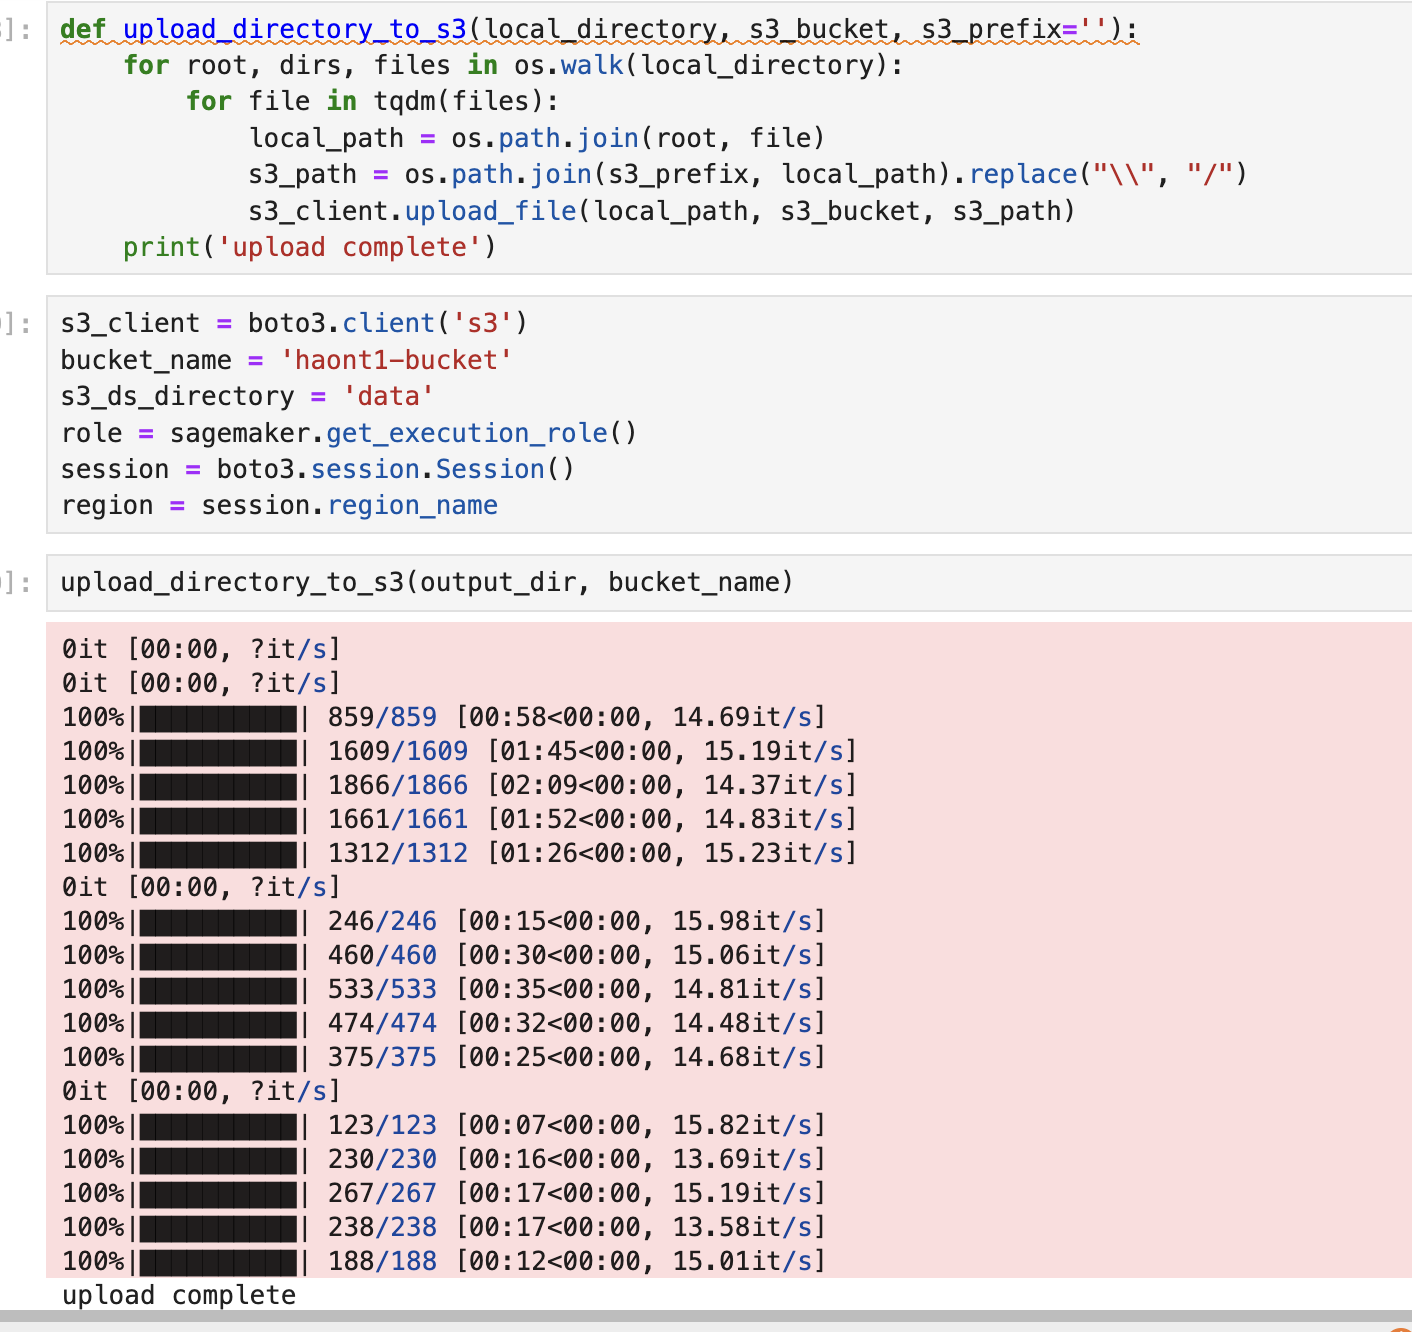 ]:
def upload_directory_to_s3(local_directory, s3_bucket, s3_prefix=''):
    for root, dirs, files in os.walk(local_directory):
        for file in tqdm(files):
            local_path = os.path.join(root, file)
            s3_path = os.path.join(s3_prefix, local_path).replace("\\", "/")
            s3_client.upload_file(local_path, s3_bucket, s3_path)
    print('upload complete')
]:
s3_client = boto3.client('s3')
bucket_name = 'haont1-bucket'
s3_ds_directory = 'data'
role = sagemaker.get_execution_role()
session = boto3.session.Session()
region = session.region_name
]:
upload_directory_to_s3(output_dir, bucket_name)
0it [00:00, ?it/s]
0it [00:00, ?it/s]
100%|██████████| 859/859 [00:58<00:00, 14.69it/s]
100%|██████████| 1609/1609 [01:45<00:00, 15.19it/s]
100%|██████████| 1866/1866 [02:09<00:00, 14.37it/s]
100%|██████████| 1661/1661 [01:52<00:00, 14.83it/s]
100%|██████████| 1312/1312 [01:26<00:00, 15.23it/s]
0it [00:00, ?it/s]
100%|██████████| 246/246 [00:15<00:00, 15.98it/s]
100%|██████████| 460/460 [00:30<00:00, 15.06it/s]
100%|██████████| 533/533 [00:35<00:00, 14.81it/s]
100%|██████████| 474/474 [00:32<00:00, 14.48it/s]
100%|██████████| 375/375 [00:25<00:00, 14.68it/s]
0it [00:00, ?it/s]
100%|██████████| 123/123 [00:07<00:00, 15.82it/s]
100%|██████████| 230/230 [00:16<00:00, 13.69it/s]
100%|██████████| 267/267 [00:17<00:00, 15.19it/s]
100%|██████████| 238/238 [00:17<00:00, 13.58it/s]
100%|██████████| 188/188 [00:12<00:00, 15.01it/s]
upload complete